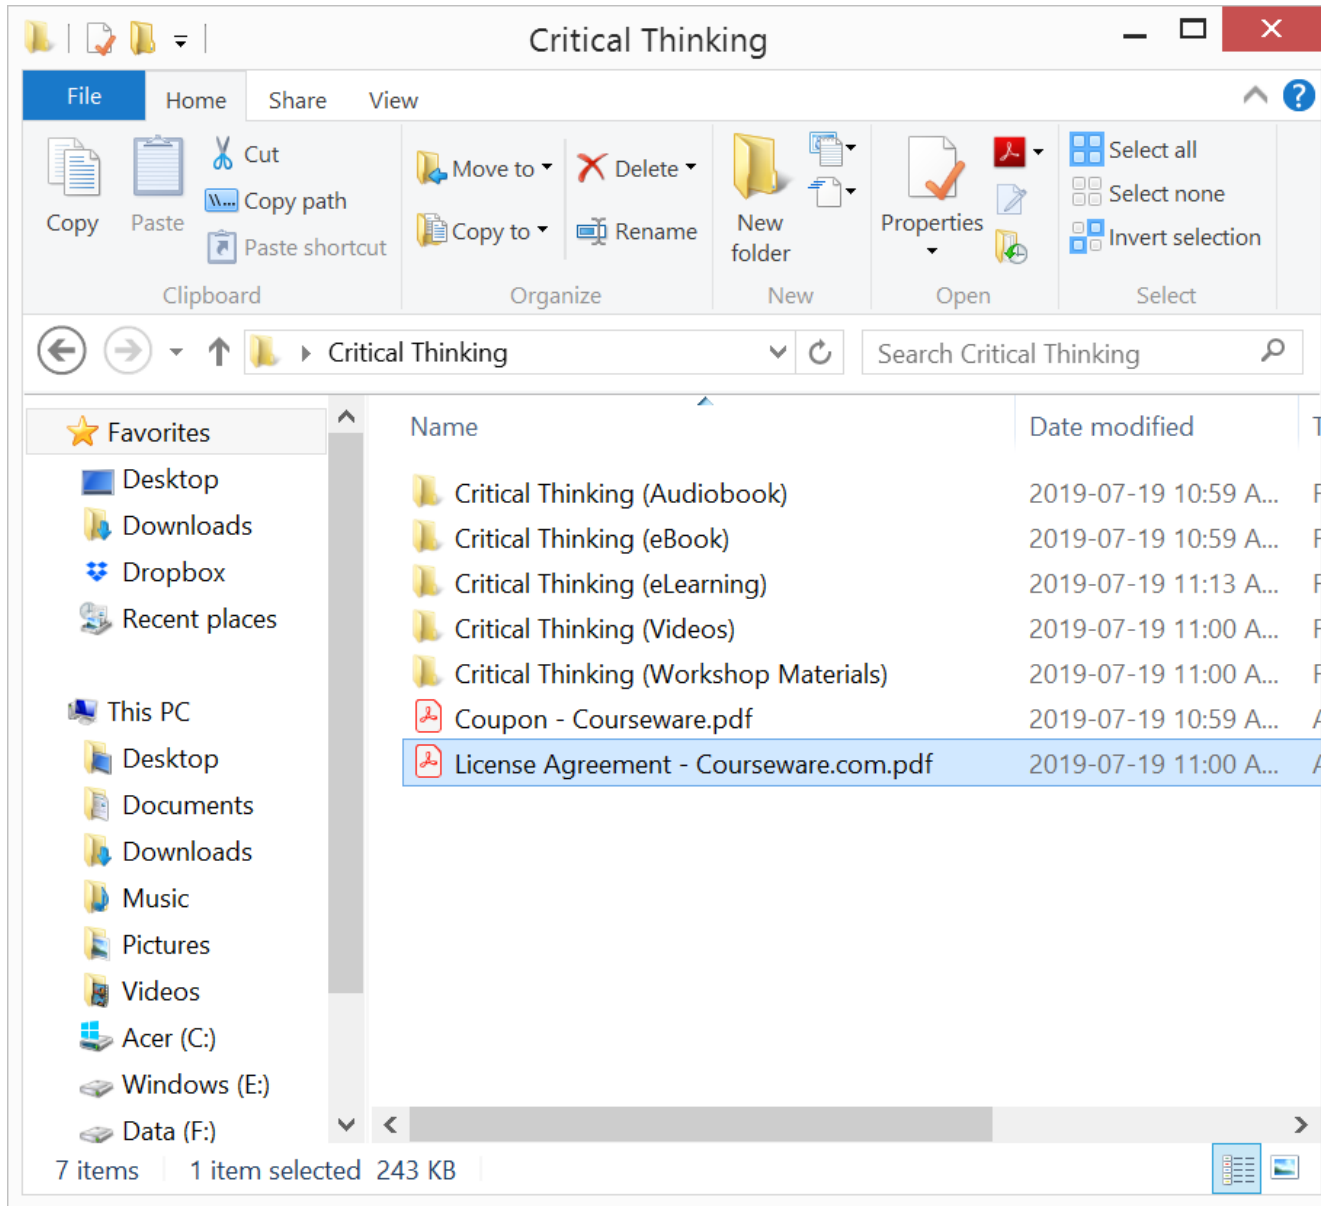 Critical Thinking
File Home Share View
Copy
Paste
Cut
Copy path
Paste shortcut
Clipboard
Move to
Copy to
Delete
Rename
Organize
New folder
New
Properties
Open
Select all
Select none
Invert selection
Select
Critical Thinking
Search Critical Thinking
Favorites
Desktop
Downloads
Dropbox
Recent places
This PC
Desktop
Documents
Downloads
Music
Pictures
Videos
Acer (C:)
Windows (E:)
Data (F:)
Name Date modified
Critical Thinking (Audiobook) 2019-07-19 10:59 A...
Critical Thinking (eBook) 2019-07-19 10:59 A...
Critical Thinking (eLearning) 2019-07-19 11:13 A...
Critical Thinking (Videos) 2019-07-19 11:00 A...
Critical Thinking (Workshop Materials) 2019-07-19 11:00 A...
Coupon - Courseware.pdf 2019-07-19 10:59 A...
License Agreement - Courseware.com.pdf 2019-07-19 11:00 A...
7 items 1 item selected 243 KB